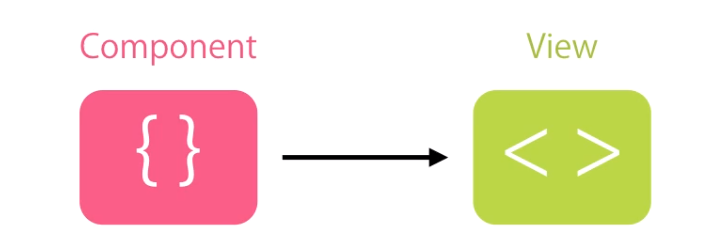 Component View
{ } < >